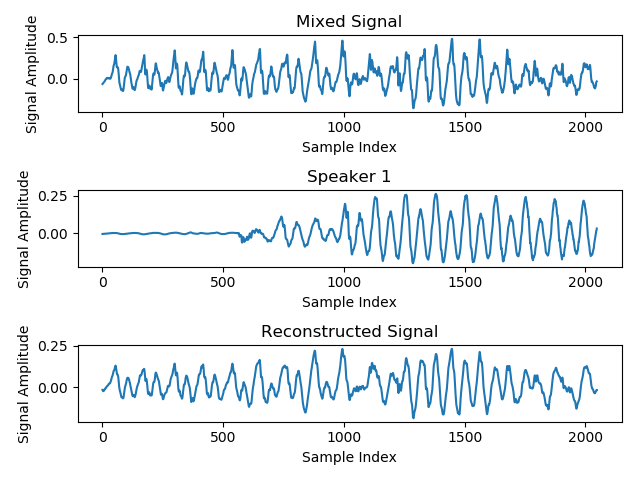 Mixed Signal
Signal Amplitude
0.5
0.0
0 500 1000 1500 2000
Sample Index
Speaker 1
Signal Amplitude
0.25
0.00
0 500 1000 1500 2000
Sample Index
Reconstructed Signal
Signal Amplitude
0.25
0.00
0 500 1000 1500 2000
Sample Index